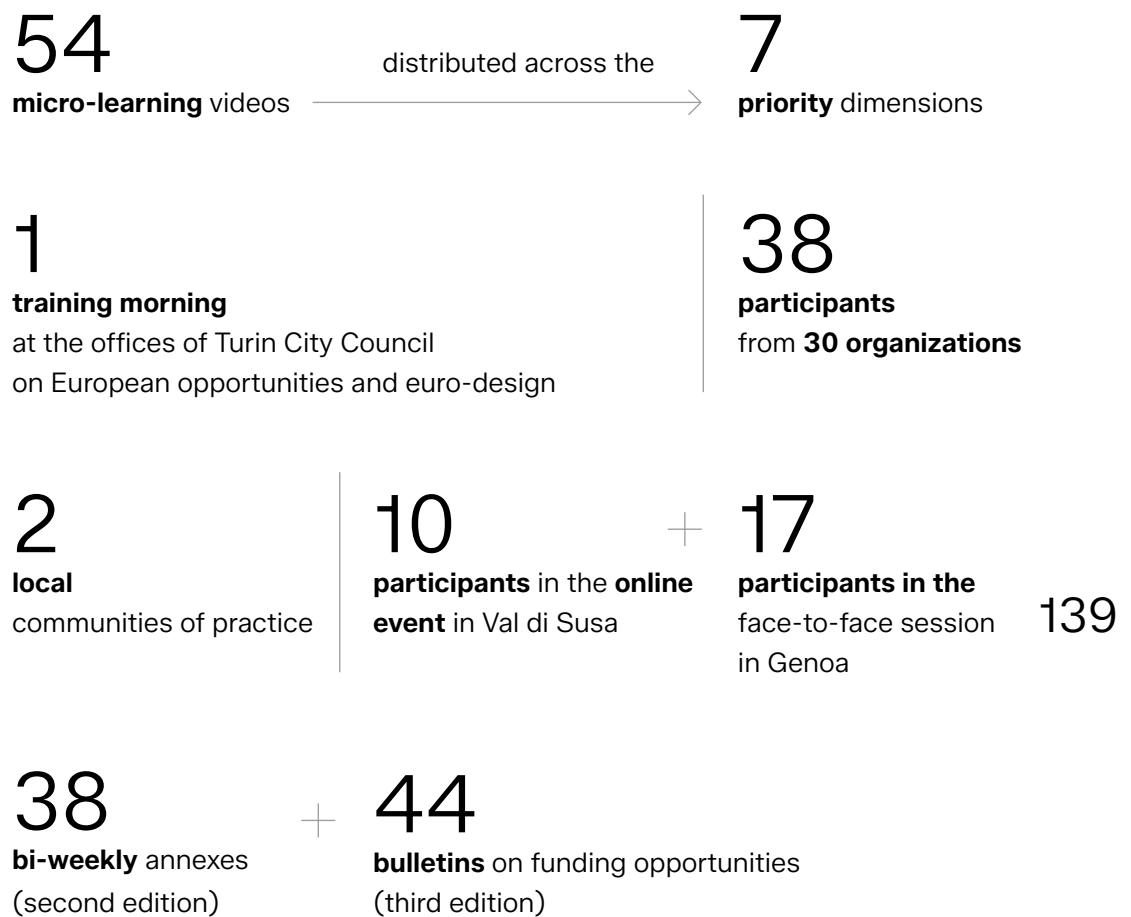 54
micro-learning videos
distributed across the
7
priority dimensions
1
training morning
at the offices of Turin City Council
on European opportunities and euro-design
38
participants
from 30 organizations
2
local
communities of practice
10
participants in the online
event in Val di Susa
17
participants in the
face-to-face session
in Genoa
139
38
bi-weekly annexes
(second edition)
44
bulletins on funding opportunities
(third edition)